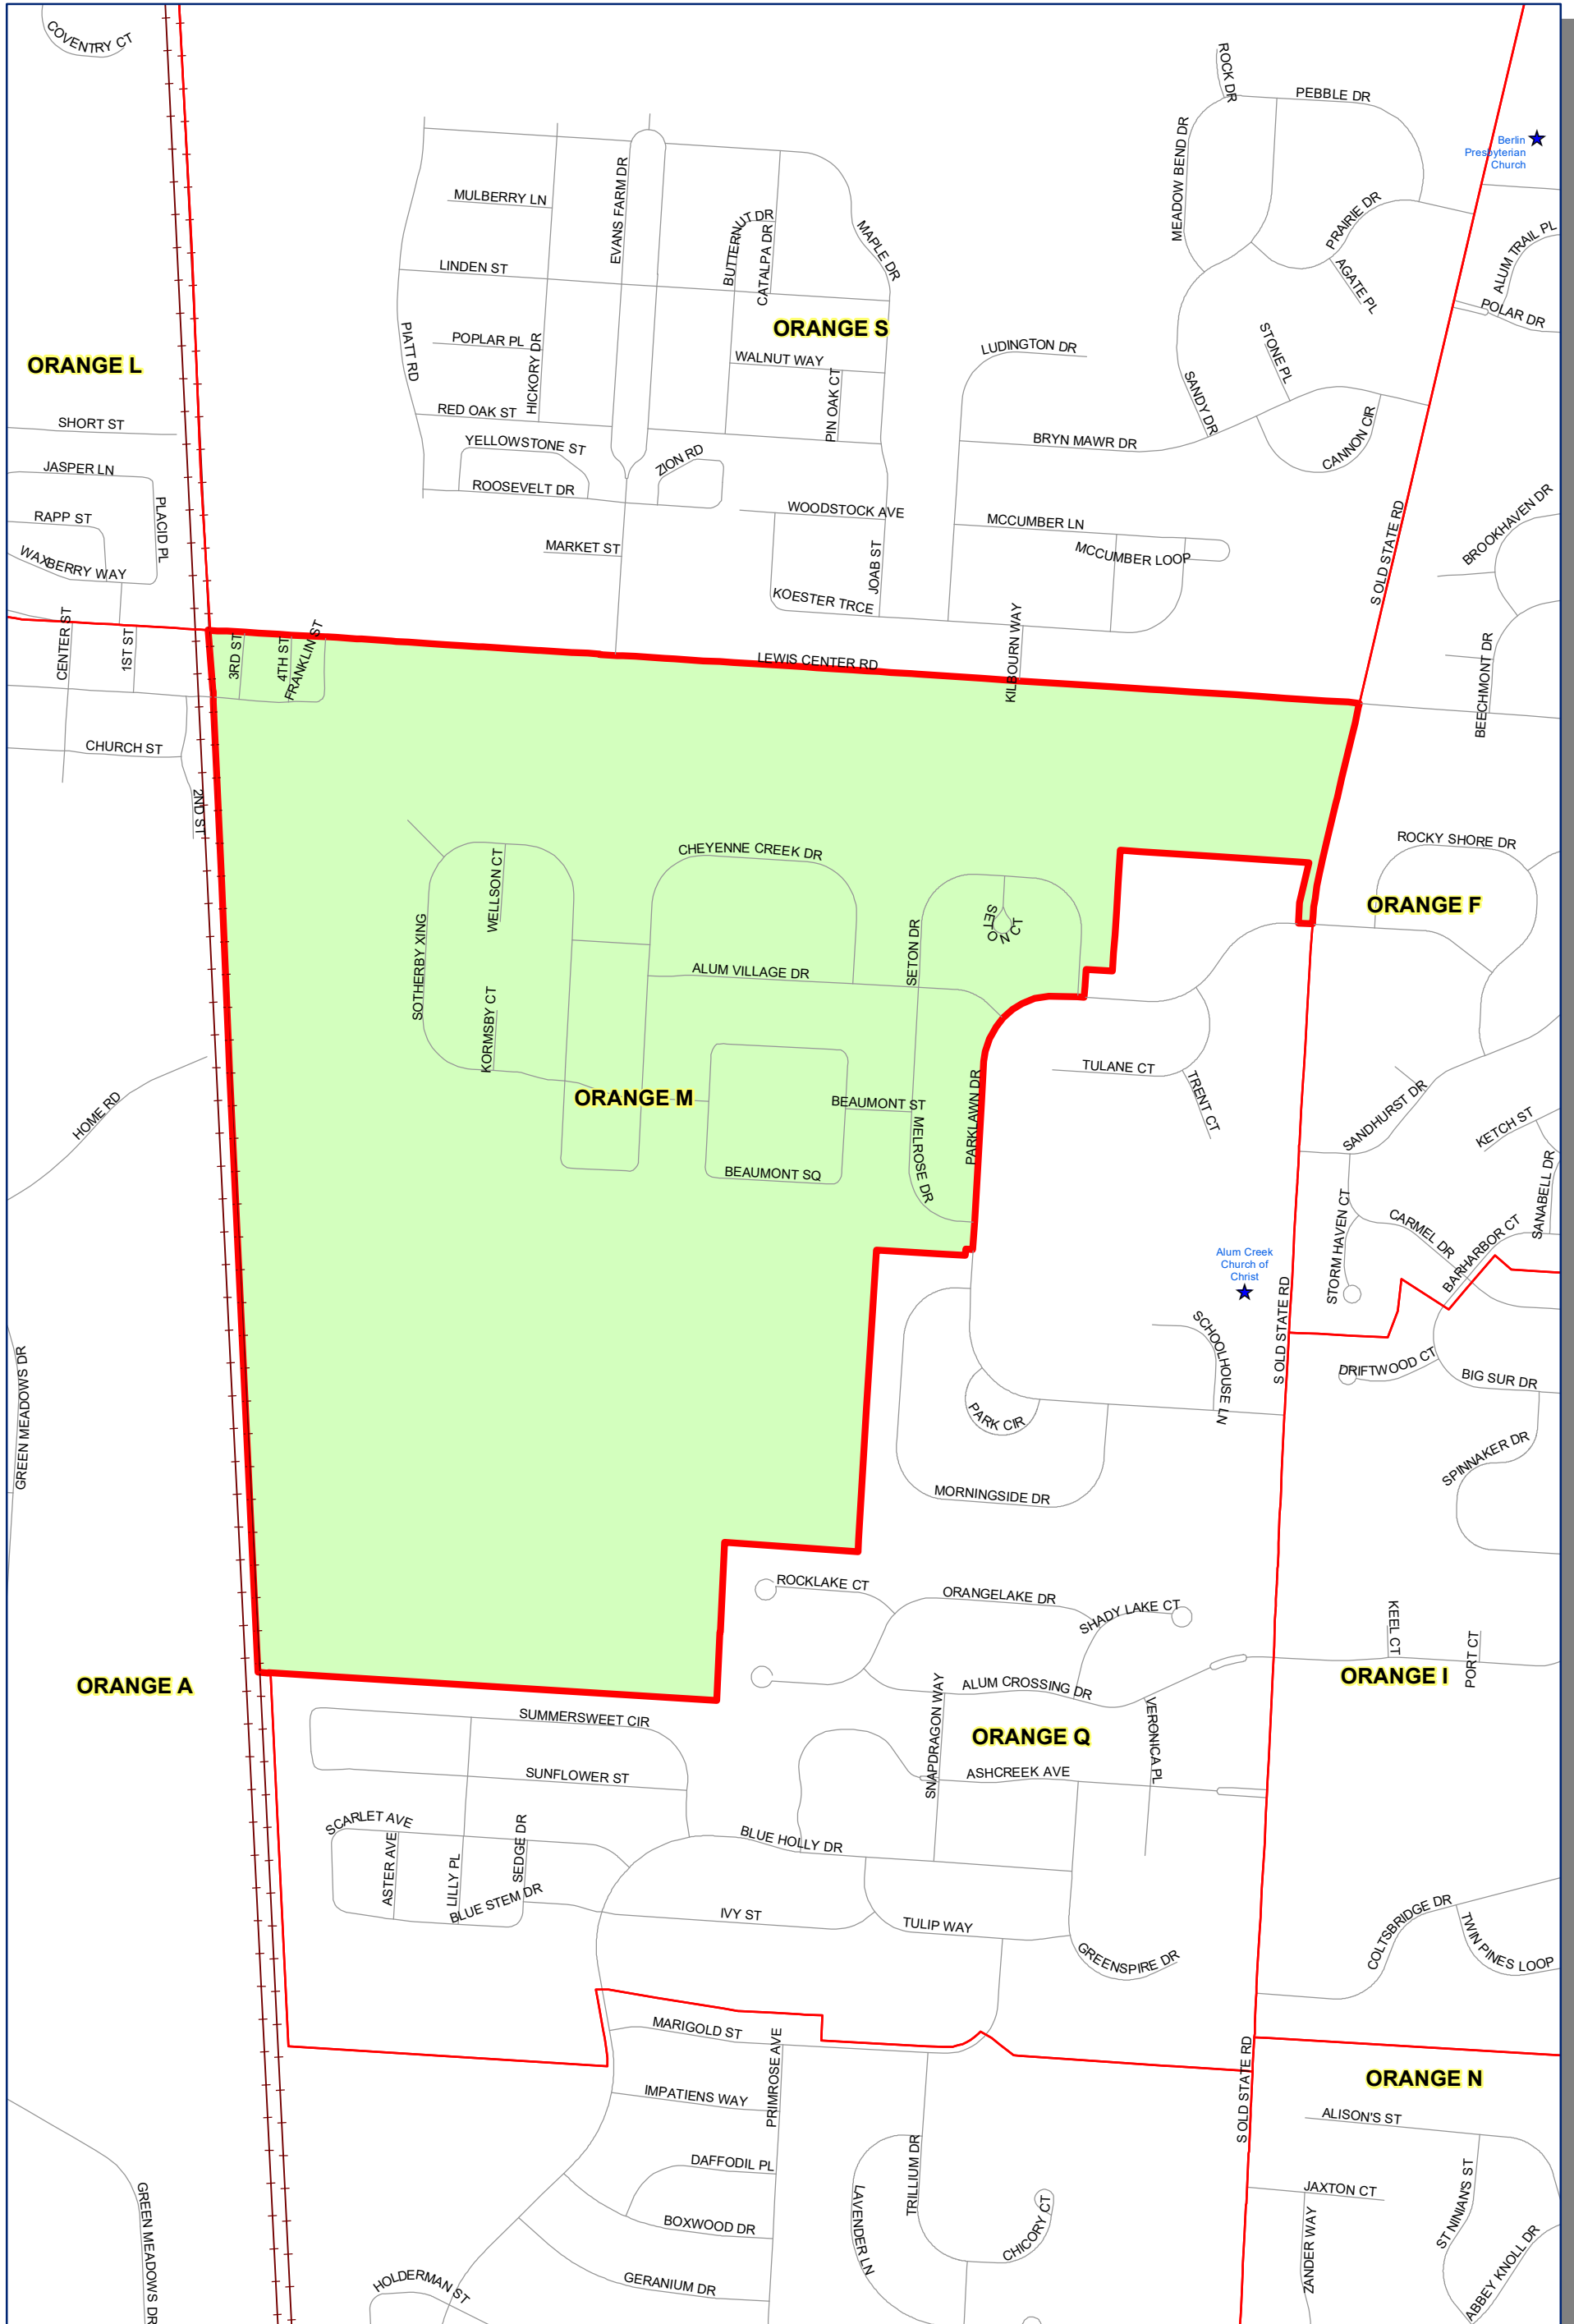 COVENTRY CT
ROCK DR
PEBBLE DR
MEADOW BEND DR
Berlin
Presbyterian
Church
MULBERRY LN
EVANS FARM DR
BUTTERNUT DR
CATALPA DR
MAPLE DR
PRAIRIE DR
AGATE PL
ALUM TRAIL PL
POLAR DR
LINDEN ST
ORANGE S
PIATT RD
POPLAR PL
HICKORY DR
WALNUT WAY
LUDINGTON DR
STONE PL
ORANGE L
SANDY DR
PIN OAK CT
RED OAK ST
SHORT ST
YELLOWSTONE ST
ZION RD
BRYN MAWR DR
CANNON CIR
JASPER LN
ROOSEVELT DR
PLACID PL
WOODSTOCK AVE
MCCUMBER LN
S OLD STATE RD
BROOKHAVEN DR
RAPP ST
MARKET ST
MCCUMBER LOOP
JOAB ST
WAXBERRY WAY
KOESTER TRCE
KILBOURN WAY
CENTER ST
1ST ST
3RD ST
4TH ST
FRANKLIN ST
LEWIS CENTER RD
BEECHMONT DR
CHURCH ST
2ND ST
CHEYENNE CREEK DR
ROCKY SHORE DR
WELLSON CT
ORANGE F
SOTHERBY XING
SETON DR
SETON CT
ALUM VILLAGE DR
KORMSBY CT
TULANE CT
TRENT CT
ORANGE M
BEAUMONT ST
PARKLAWN DR
HOME RD
SANDHURST DR
KETCH ST
MELROSE DR
BEAUMONT SQ
SANABELL DR
STORM HAVEN CT
CARMEL DR
BARHARBOR CT
Alum Creek
Church of
Christ
S OLD STATE RD
SCHOOLHOUSE LN
DRIFTWOOD CT
BIG SUR DR
GREEN MEADOWS DR
PARK CIR
SPINNAKER DR
MORNINGSIDE DR
ROCKLAKE CT
ORANGELAKE DR
SHADY LAKE CT
KEEL CT
PORT CT
ORANGE A
ORANGE I
ALUM CROSSING DR
SNAPDRAGON WAY
VERONICA PL
SUMMERSWEET CIR
ORANGE Q
SUNFLOWER ST
ASHCREEK AVE
SCARLET AVE
BLUE HOLLY DR
ASTER AVE
LILLY PL
SEDGE DR
BLUE STEM DR
IVY ST
TULIP WAY
GREENSPIRE DR
COLTSBRIDGE DR
TWIN PINES LOOP
MARIGOLD ST
PRIMROSE AVE
S OLD STATE RD
ORANGE N
IMPATIENS WAY
ALISON'S ST
DAFFODIL PL
TRILLIUM DR
LAVENDER LN
CHICORY CT
JAXTON CT
ST NINIAN'S ST
BOXWOOD DR
ZANDER WAY
ABBEY KNOLL DR
GREEN MEADOWS DR
HOLDERMAN ST
GERANIUM DR